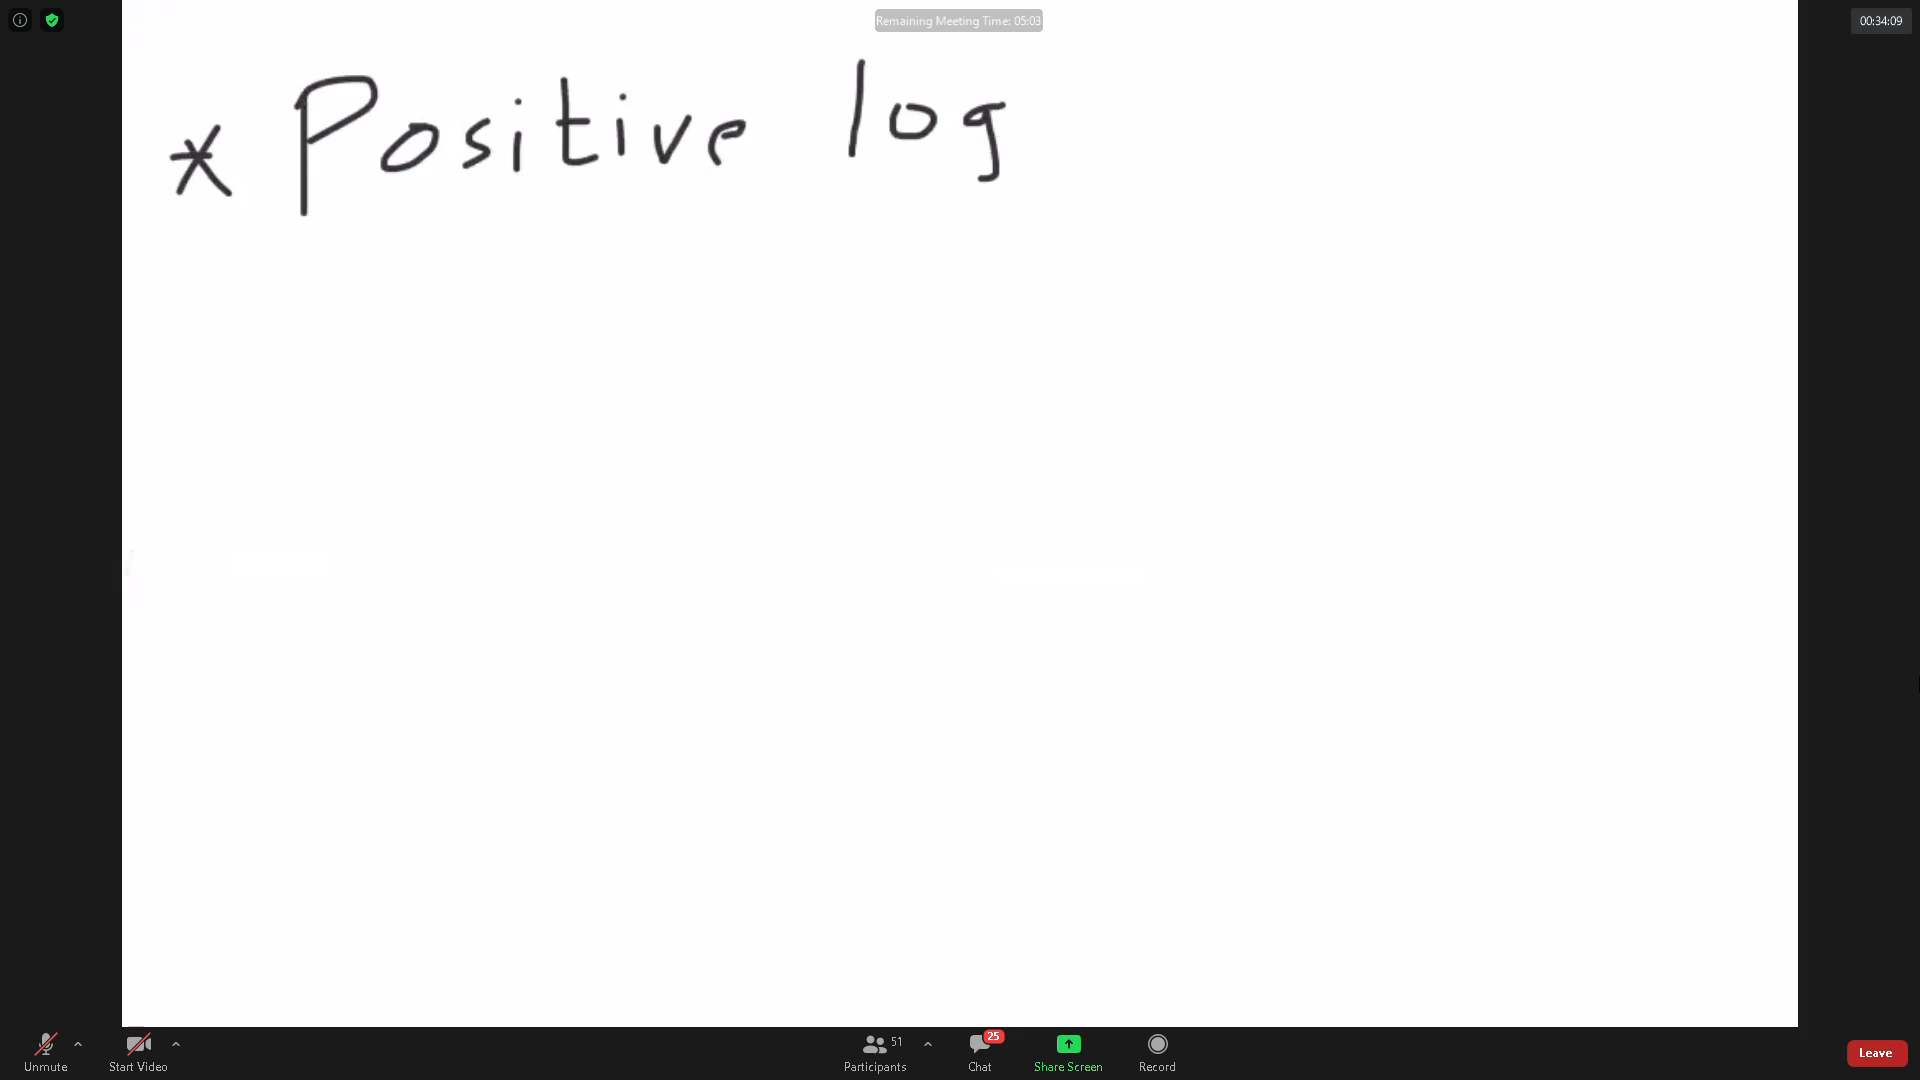 Remaining Meeting Time: 05:03
00:34:09
* Positive log
Unmute
Start Video
51
Participants
25
Chat
Share Screen
Record
Leave